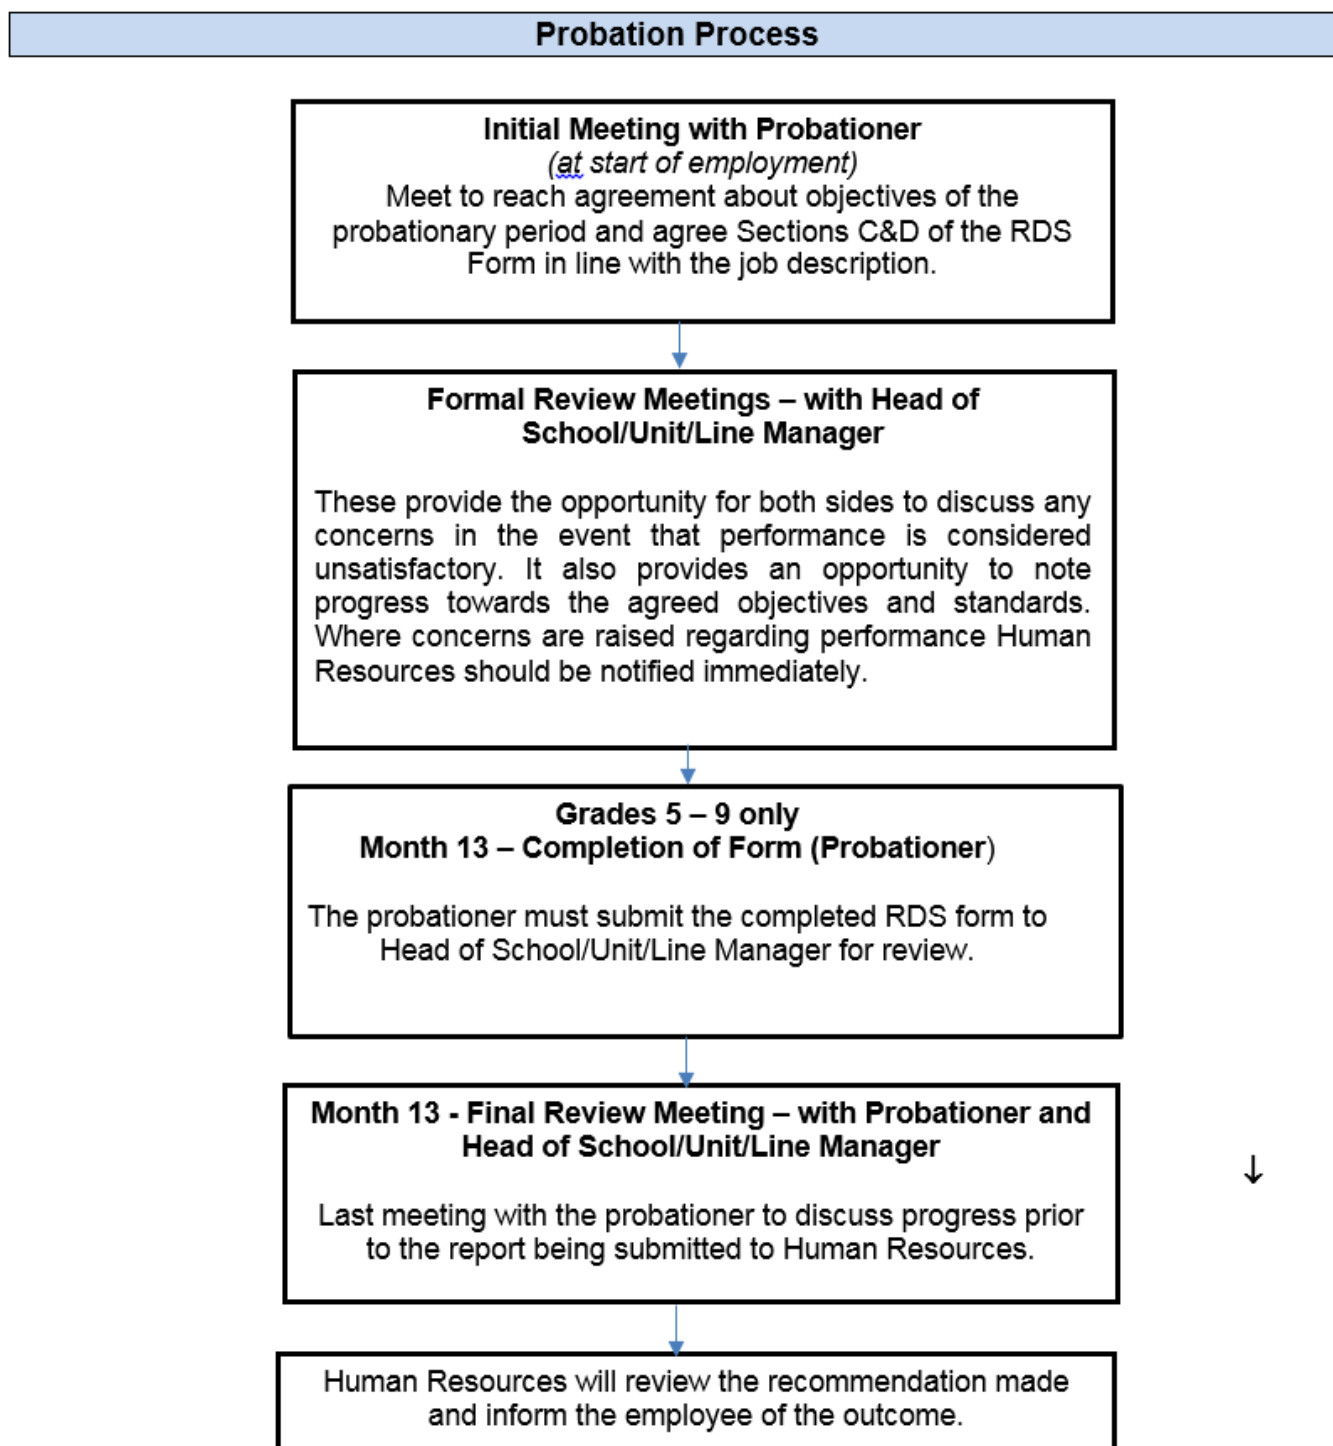 Probation Process
Initial Meeting with Probationer
(at start of employment)
Meet to reach agreement about objectives of the
probationary period and agree Sections C&D of the RDS
Form in line with the job description.
Formal Review Meetings – with Head of
School/Unit/Line Manager
These provide the opportunity for both sides to discuss any
concerns in the event that performance is considered
unsatisfactory. It also provides an opportunity to note
progress towards the agreed objectives and standards.
Where concerns are raised regarding performance Human
Resources should be notified immediately.
Grades 5 – 9 only
Month 13 – Completion of Form (Probationer)
The probationer must submit the completed RDS form to
Head of School/Unit/Line Manager for review.
Month 13 - Final Review Meeting – with Probationer and
Head of School/Unit/Line Manager
Last meeting with the probationer to discuss progress prior
to the report being submitted to Human Resources.
Human Resources will review the recommendation made
and inform the employee of the outcome.